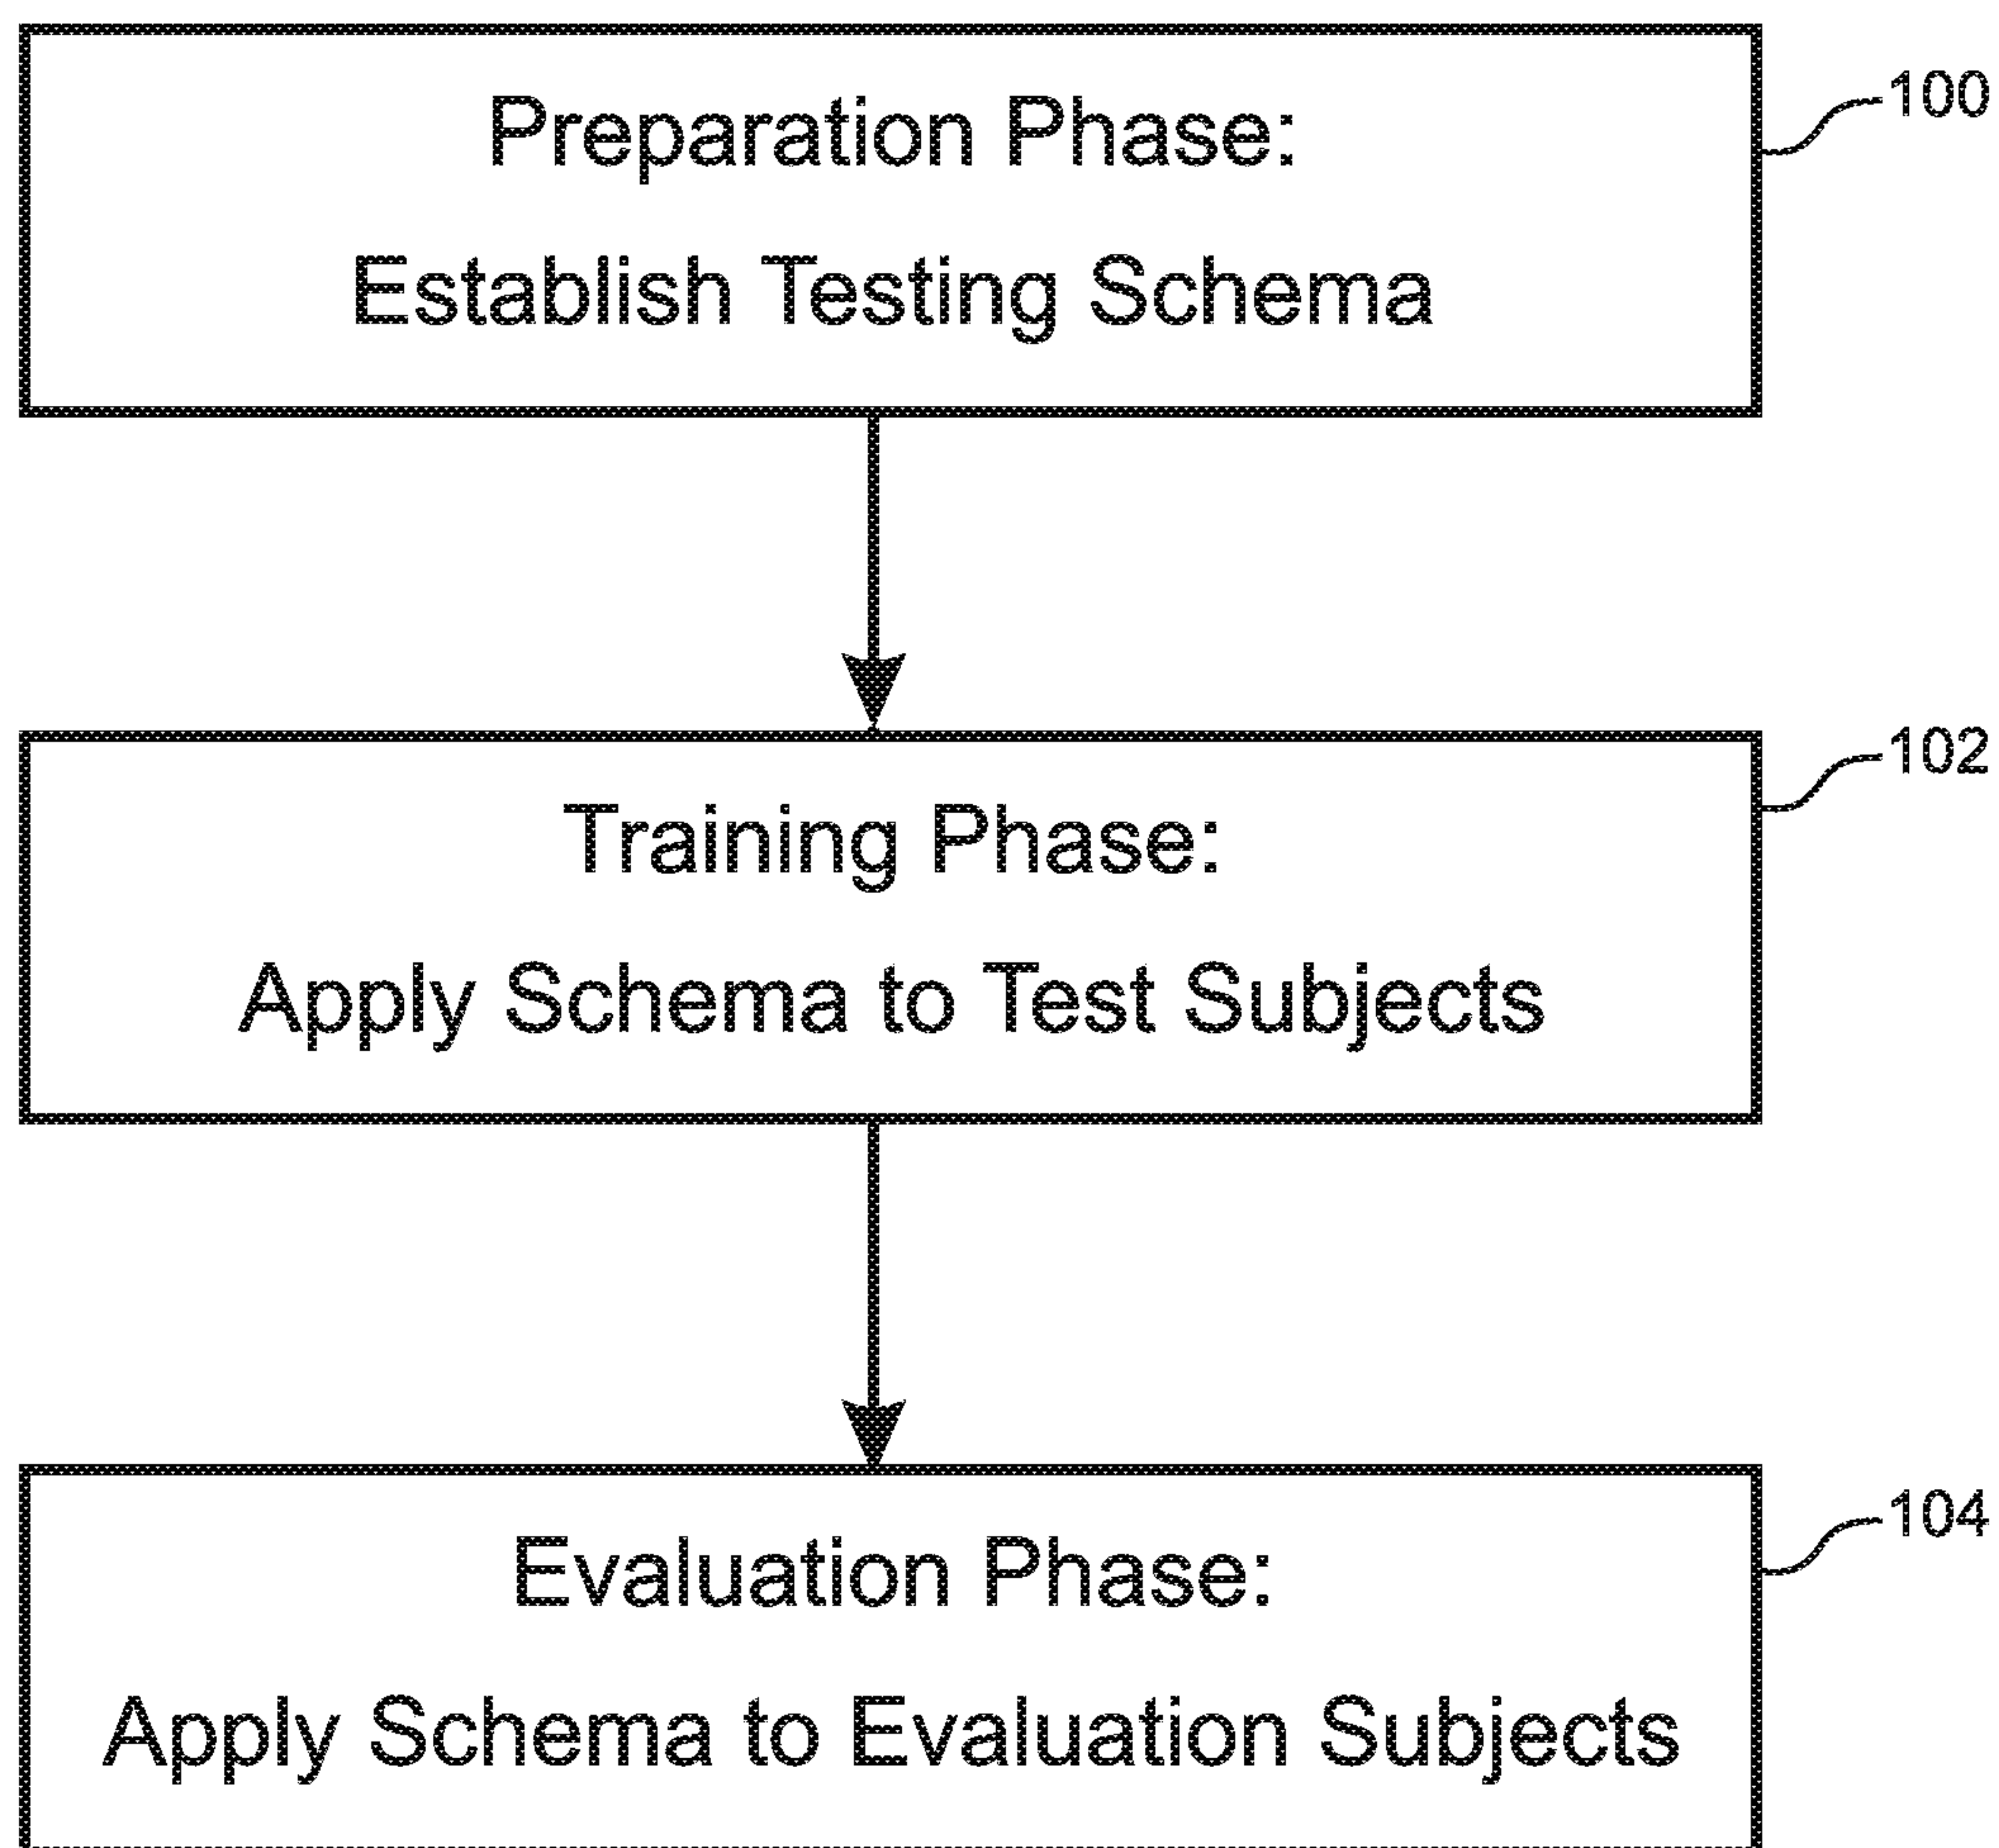 Preparation Phase:
100
Establish Testing Schema
Training Phase:
102
Apply Schema to Test Subjects
Evaluation Phase:
104
Apply Schema to Evaluation Subjects